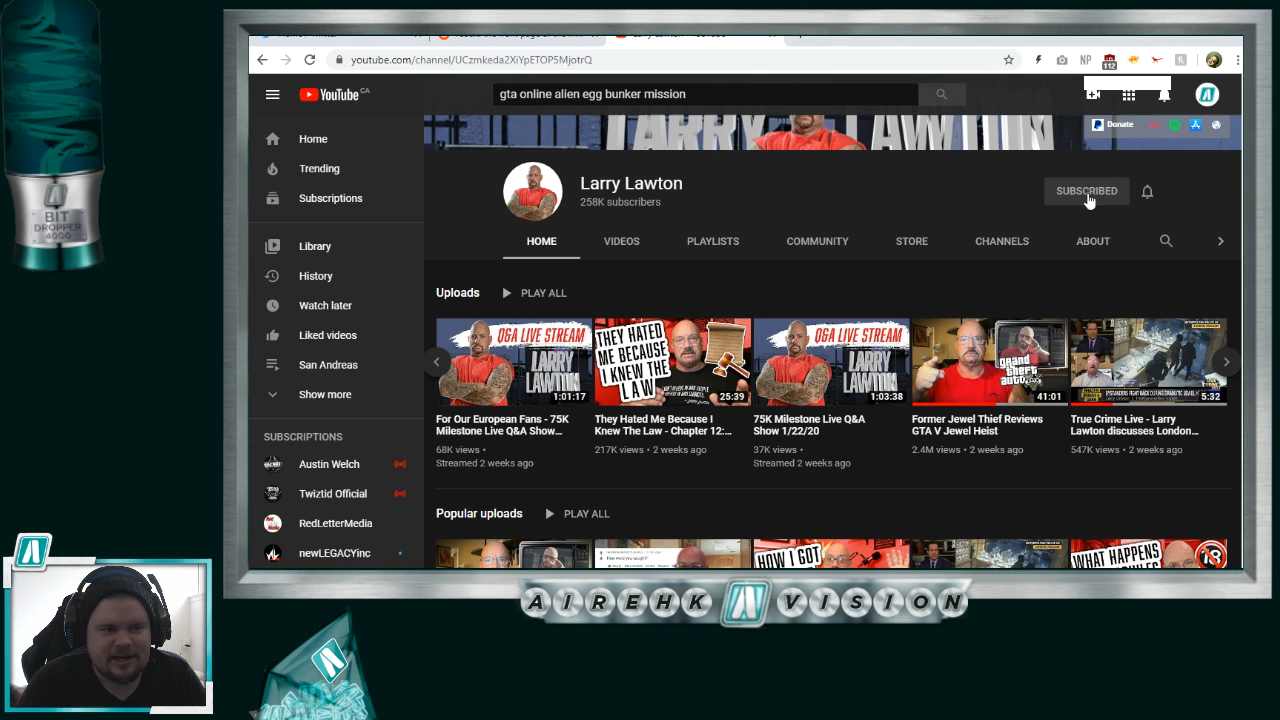 youtube.com/channel/UCzmkeda2XiYpETOP5MjotrQ
NP
112
YouTube CA
gta online alien egg bunker mission
LARRY LAWTON
Donate
Home
Trending
Subscriptions
Library
History
Watch later
Liked videos
San Andreas
Show more
SUBSCRIPTIONS
Austin Welch
Twiztid Official
RedLetterMedia
newLEGACYinc
Larry Lawton
258K subscribers
SUBSCRIBED
HOME
VIDEOS
PLAYLISTS
COMMUNITY
STORE
CHANNELS
ABOUT
Uploads
PLAY ALL
Q&A LIVE STREAM
LARRY
LAWTON
1:01:17
THEY HATED
ME BECAUSE
I KNEW THE
LAW
25:39
Q&A LIVE STREAM
LARRY
LAWTON
1:03:38
grand
theft
auto
41:01
5:32
For Our European Fans - 75K
Milestone Live Q&A Show...
68K views •
Streamed 2 weeks ago
They Hated Me Because I
Knew The Law - Chapter 12:...
217K views • 2 weeks ago
75K Milestone Live Q&A
Show 1/22/20
37K views •
Streamed 2 weeks ago
Former Jewel Thief Reviews
GTA V Jewel Heist
2.4M views • 2 weeks ago
True Crime Live - Larry
Lawton discusses London...
547K views • 2 weeks ago
Popular uploads
PLAY ALL
HOW I GOT
WHAT HAPPENS
18
BIT
DROPPER
4000
AIREHK VISION